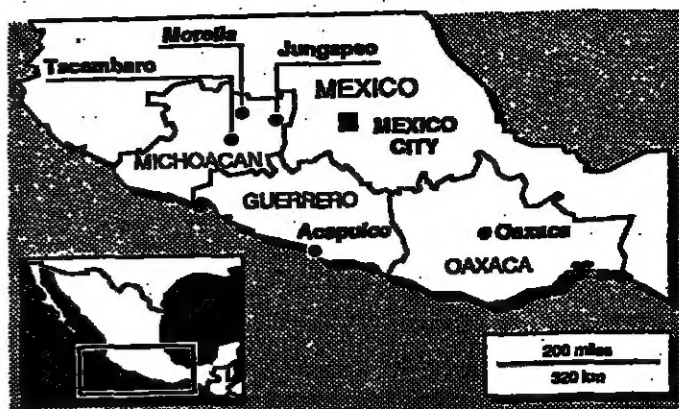 Morelia
Jungapeo
Tacambaro
MEXICO
MEXICO
CITY
MICHOACAN
GUERRERO
Acapulco
Oaxaca
OAXACA
200 miles
320 km